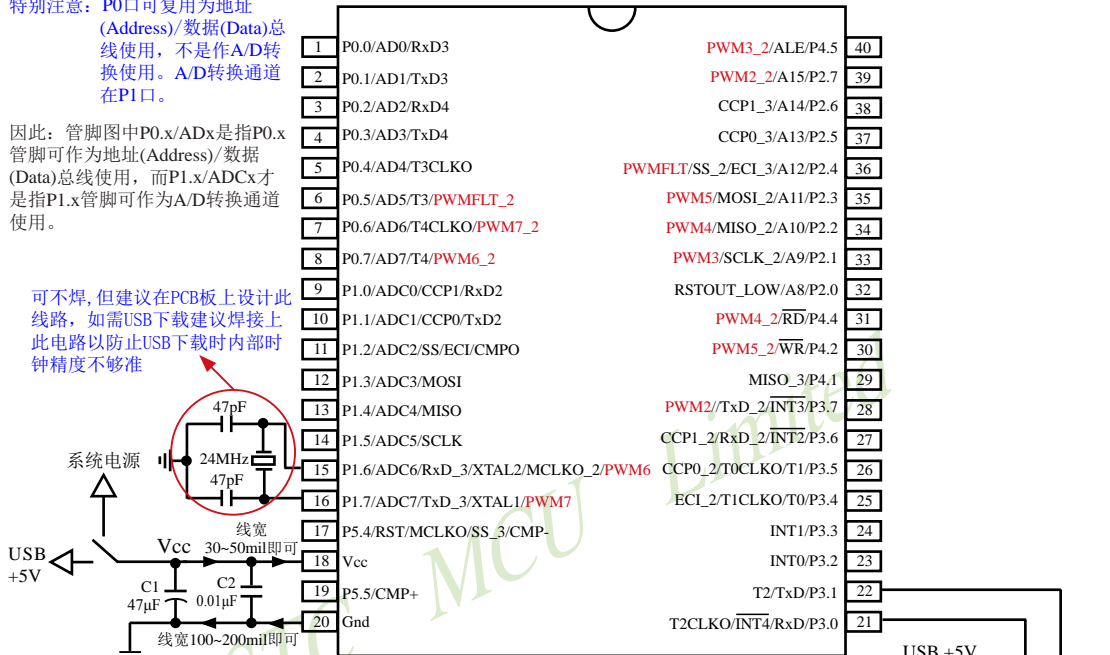 特别注意：P0口可复用为地址
(Address)/数据(Data)总
线使用，不是作A/D转
换使用。A/D转换通道
在P1口。
因此：管脚图中P0.x/ADx是指P0.x
管脚可作为地址(Address)/数据
(Data)总线使用，而P1.x/ADCx才
是指P1.x管脚可作为A/D转换通道
使用。
可不焊,但建议在PCB板上设计此
线路，如需USB下载建议焊接上
此电路以防止USB下载时内部时
钟精度不够准
47pF
24MHz
47pF
系统电源
USB
+5V
Vcc
线宽
30~50mil即可
C1
47μF
C2
0.01μF
线宽100~200mil即可
1 P0.0/AD0/RxD3
2 P0.1/AD1/TxD3
3 P0.2/AD2/RxD4
4 P0.3/AD3/TxD4
5 P0.4/AD4/T3CLKO
6 P0.5/AD5/T3/PWMFLT_2
7 P0.6/AD6/T4CLKO/PWM7_2
8 P0.7/AD7/T4/PWM6_2
9 P1.0/ADC0/CCP1/RxD2
10 P1.1/ADC1/CCP0/TxD2
11 P1.2/ADC2/SS/ECI/CMPO
12 P1.3/ADC3/MOSI
13 P1.4/ADC4/MISO
14 P1.5/ADC5/SCLK
15 P1.6/ADC6/RxD_3/XTAL2/MCLKO_2/PWM6
16 P1.7/ADC7/TxD_3/XTAL1/PWM7
17 P5.4/RST/MCLKO/SS_3/CMP-
18 Vcc
19 P5.5/CMP+
20 Gnd
PWM3_2/ALE/P4.5 40
PWM2_2/A15/P2.7 39
CCP1_3/A14/P2.6 38
CCP0_3/A13/P2.5 37
PWMFLT/SS_2/ECI_3/A12/P2.4 36
PWM5/MOSI_2/A11/P2.3 35
PWM4/MISO_2/A10/P2.2 34
PWM3/SCLK_2/A9/P2.1 33
RSTOUT_LOW/A8/P2.0 32
PWM4_2/RD/P4.4 31
PWM5_2/WR/P4.2 30
MISO_3/P4.1 29
PWM2//TxD_2/INT3/P3.7 28
CCP1_2/RxD_2/INT2/P3.6 27
CCP0_2/T0CLKO/T1/P3.5 26
ECI_2/T1CLKO/T0/P3.4 25
INT1/P3.3 24
INT0/P3.2 23
T2/TxD/P3.1 22
T2CLKO/INT4/RxD/P3.0 21
USB +5V
STC MCU Limited